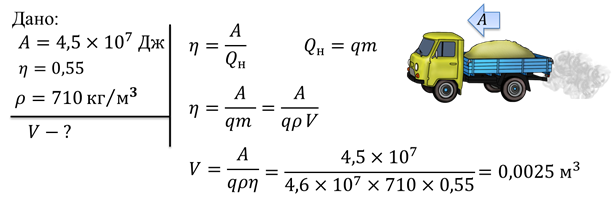 Дано:
A = 4,5 × 10⁷ Дж
η = 0,55
ρ = 710 кг/м³
V − ?
η = A / Qн
Qн = qm
η = A / qm = A / qρV
V = A / qρη = 4,5 × 10⁷ / 4,6 × 10⁷ × 710 × 0,55 = 0,0025 м³
A